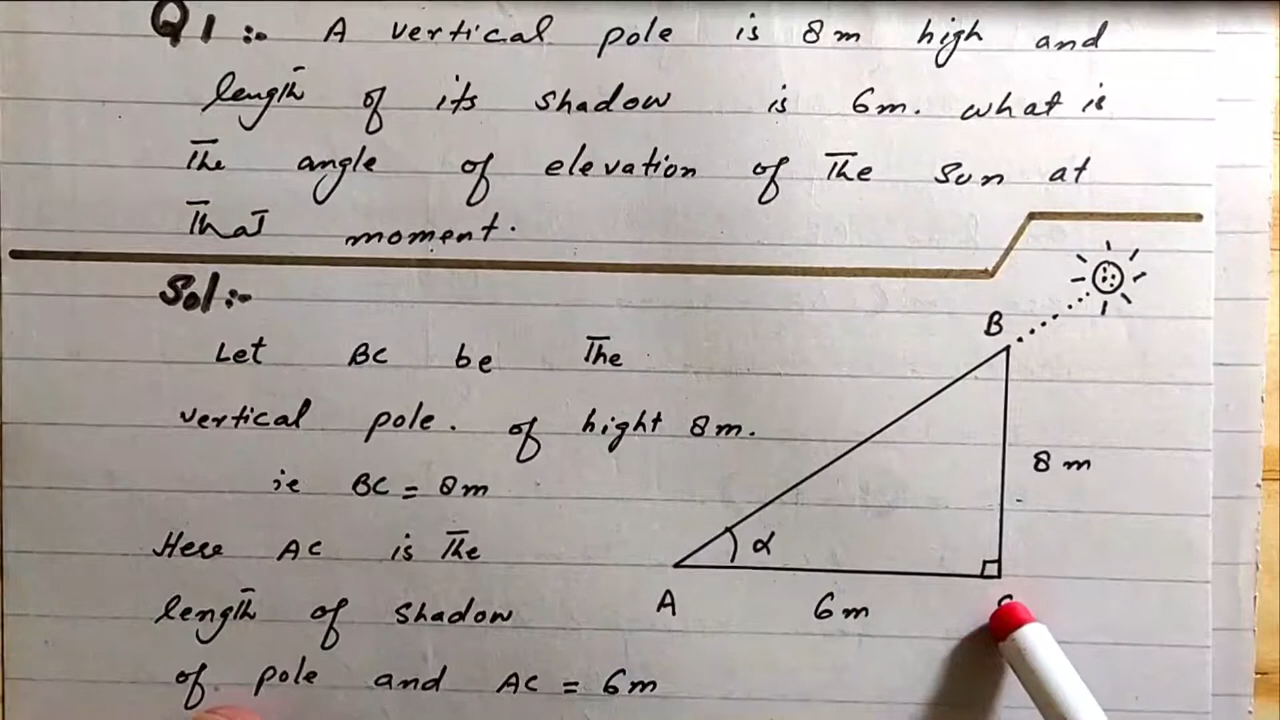 Q1:- A vertical pole is 8m high and
length of its shadow is 6m. what is
The angle of elevation of The sun at
That moment.
Sol:-
Let BC be The
vertical pole. of hight 8m.
ie BC = 8m
Here AC is The
length of shadow
of pole and AC = 6m
B
8 m
α
A
6m